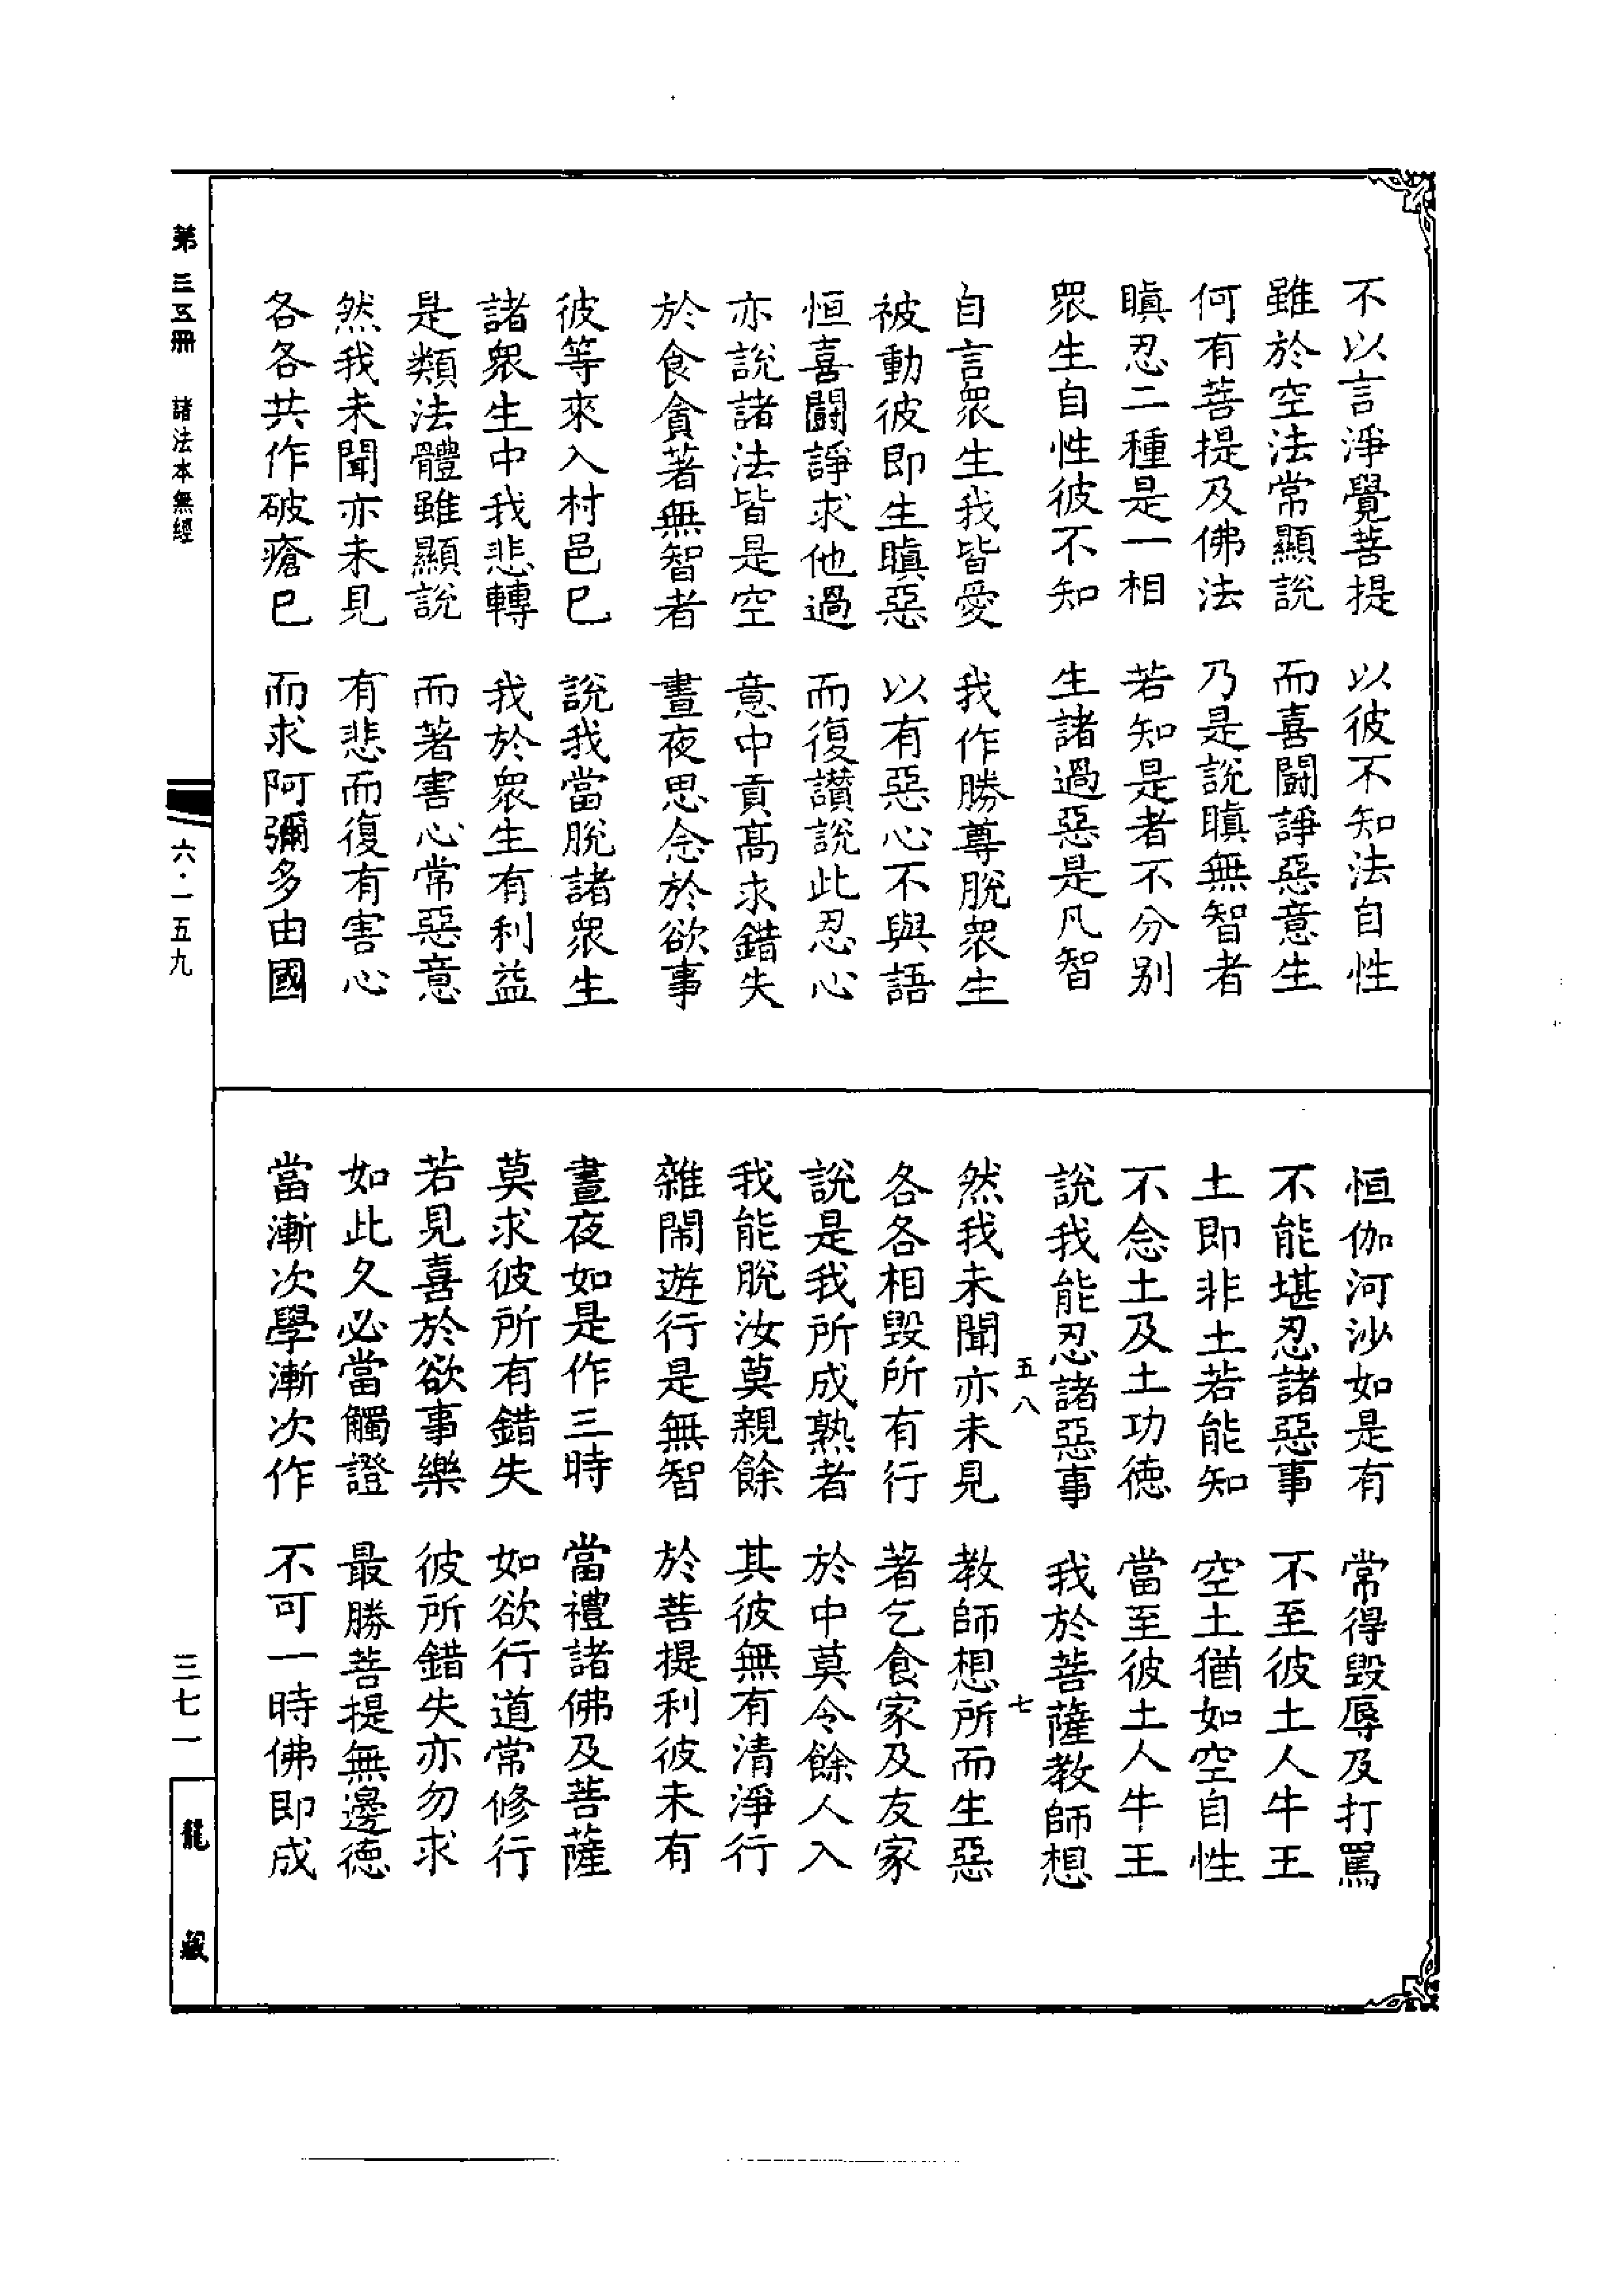 不以言淨覺菩提　以彼不知法自性
雖於空法常顯說　而喜鬪諍惡意生
何有菩提及佛法　乃是說瞋無智者
瞋忍二種是一相　若知是者不分別
眾生自性彼不知　生諸過惡是凡智
自言眾生我皆愛　我作勝尊脫眾生
被動彼即生瞋惡　以有惡心不與語
恒喜鬪諍求他過　而復讚說此忍心
亦說諸法皆是空　意中貢高求錯失
於食貪著無智者　晝夜思念於欲事
彼等來入村邑已　說我當脫諸眾生
諸眾生中我悲轉　我於眾生有利益
是類法體雖顯說　而著害心常惡意
然我未聞亦未見　有悲而復有害心
各各共作破瘡已　而求阿彌多由國
恒伽河沙如是有　常得毀辱及打罵
不能堪忍諸惡事　不至彼土人牛王
土即非土若能知　空土猶如空自性
不念土及土功德　當至彼土人牛王
說我能忍諸惡事　我於菩薩教師想
五八　七
然我未聞亦未見　教師想所而生惡
各各相毀所有行　著乞食家及友家
說是我所成熟者　於中莫令餘人入
我能脫汝莫親餘　其彼無有清淨行
雜鬧遊行是無智　於菩提利彼未有
晝夜如是作三時　當禮諸佛及菩薩
莫求彼所有錯失　如欲行道常修行
若見喜於欲事樂　彼所錯失亦勿求
如此久必當觸證　最勝菩提無邊德
當漸次學漸次作　不可一時佛即成
第三五冊　諸法本無經
六·一五九
三七一
龍藏